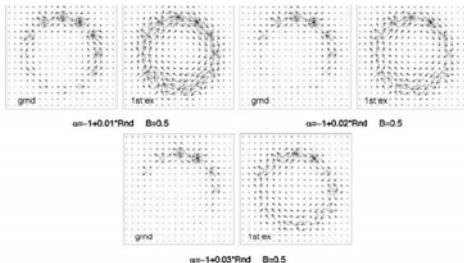 grnd 1st ex grnd 1st ex
α=-1+0.01*Rnd B=0.5 α=-1+0.02*Rnd B=0.5
grnd 1st ex
α=-1+0.03*Rnd B=0.5